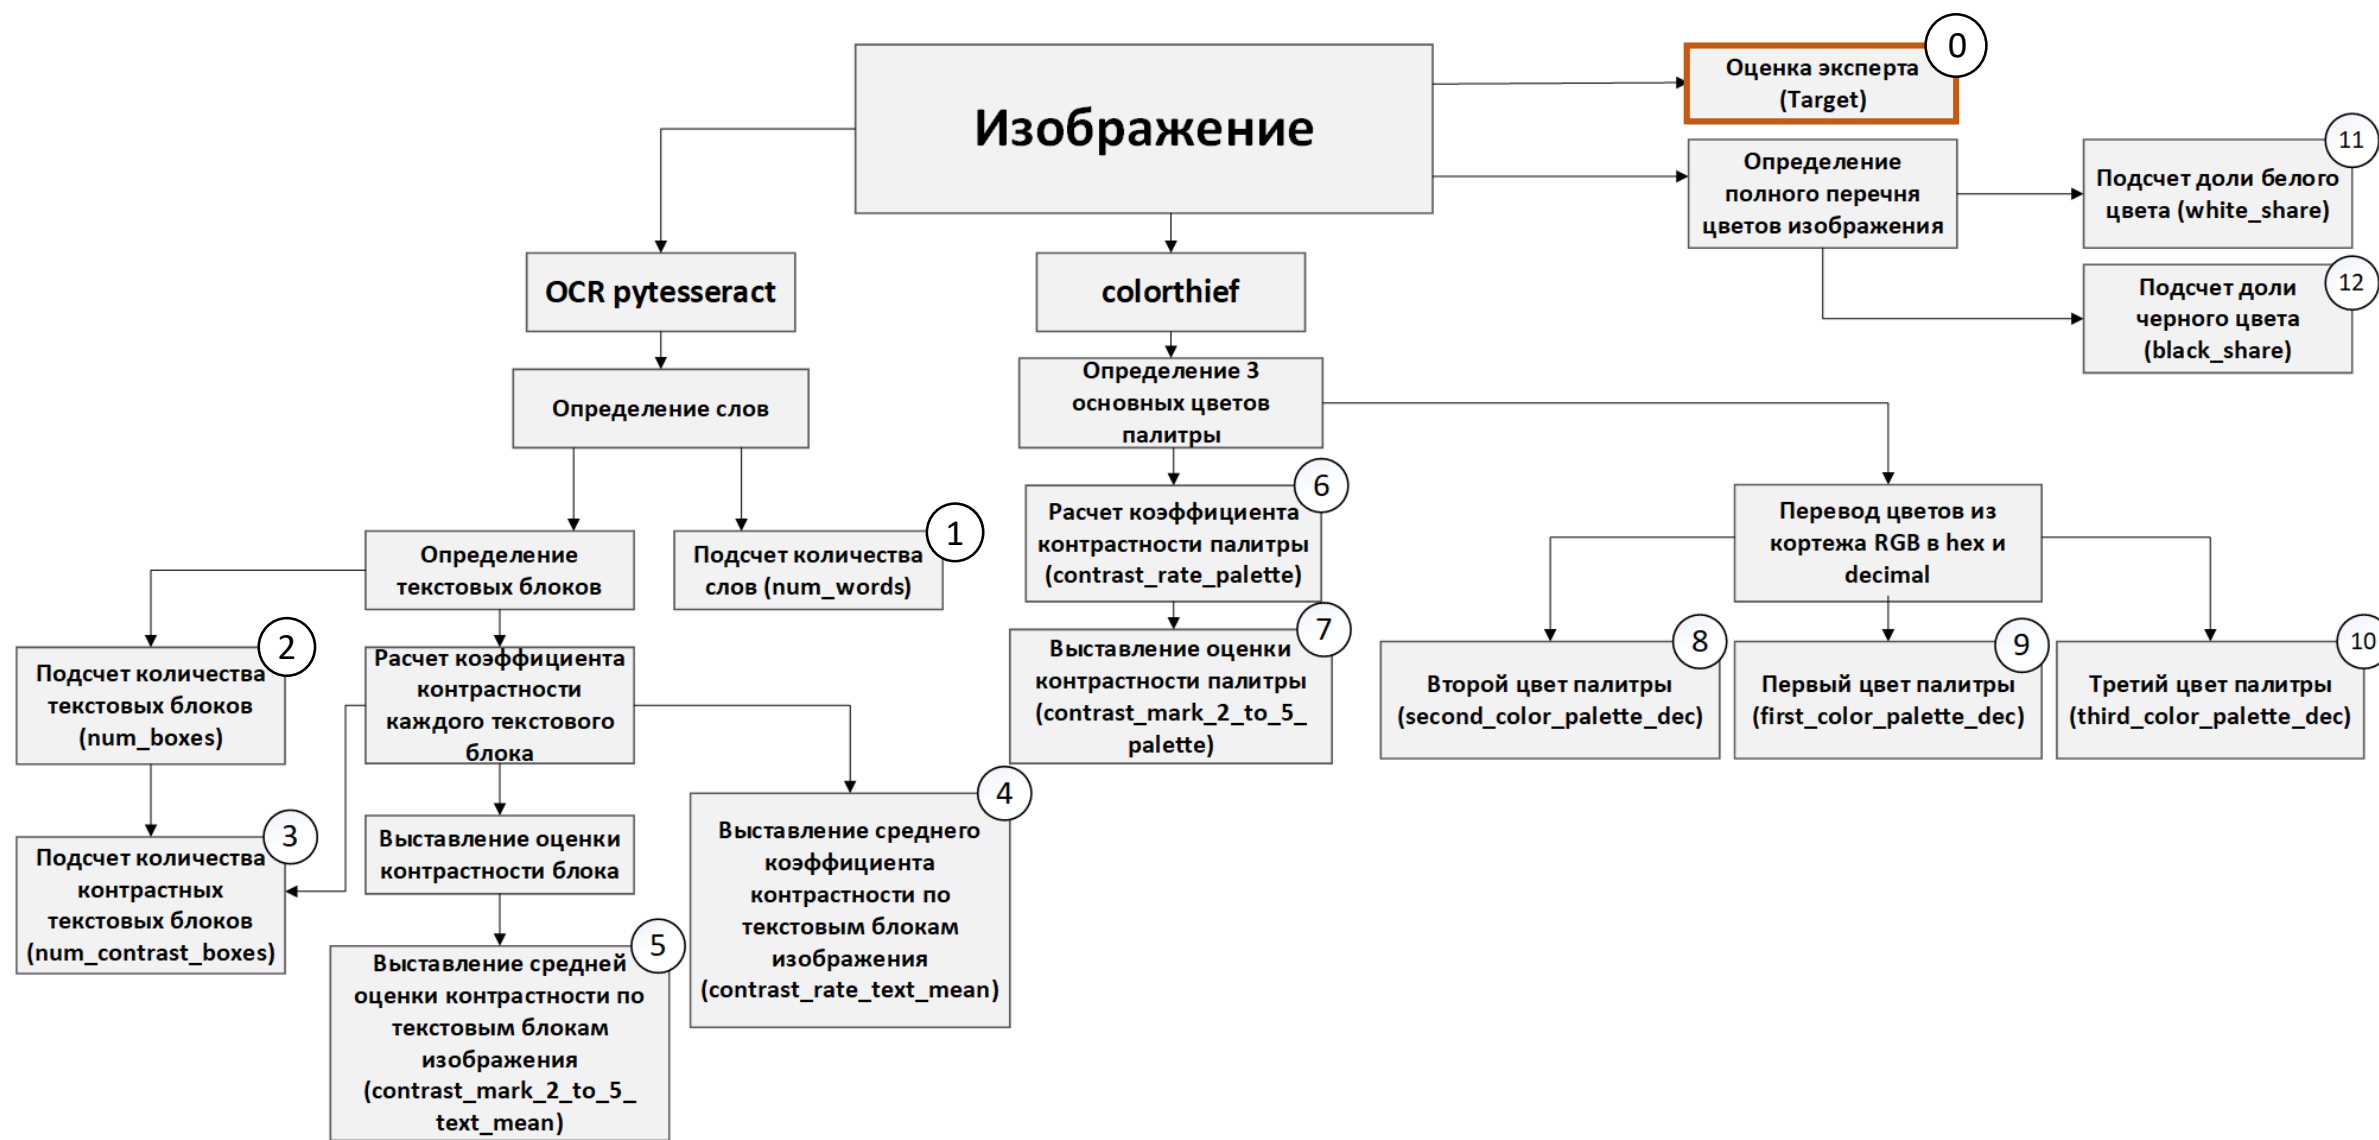 Изображение
0
Оценка эксперта
(Target)
Определение
полного перечня
цветов изображения
11
Подсчет доли белого
цвета (white_share)
12
Подсчет доли
черного цвета
(black_share)
OCR pytesseract
colorthief
Определение слов
Определение 3
основных цветов
палитры
Определение
текстовых блоков
1
Подсчет количества
слов (num_words)
6
Расчет коэффициента
контрастности палитры
(contrast_rate_palette)
Перевод цветов из
кортежа RGB в hex и
decimal
2
Подсчет количества
текстовых блоков
(num_boxes)
Расчет коэффициента
контрастности
каждого текстового
блока
7
Выставление оценки
контрастности палитры
(contrast_mark_2_to_5_
palette)
8
Второй цвет палитры
(second_color_palette_dec)
9
Первый цвет палитры
(first_color_palette_dec)
10
Третий цвет палитры
(third_color_palette_dec)
3
Подсчет количества
контрастных
текстовых блоков
(num_contrast_boxes)
Выставление оценки
контрастности блока
4
Выставление среднего
коэффициента
контрастности по
текстовым блокам
изображения
(contrast_rate_text_mean)
5
Выставление средней
оценки контрастности по
текстовым блокам
изображения
(contrast_mark_2_to_5_
text_mean)